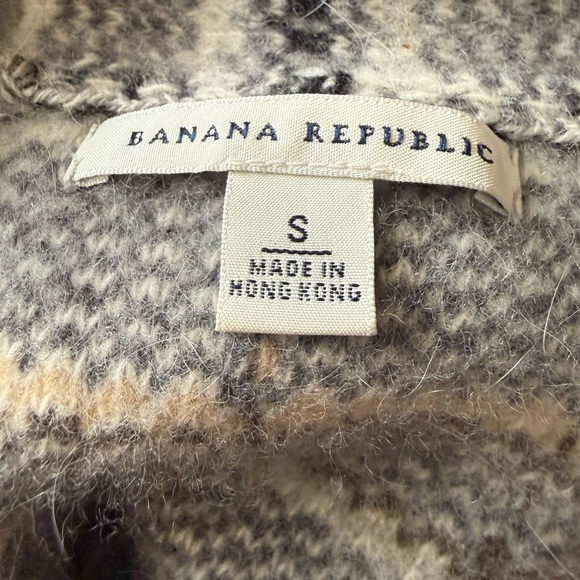 BANANA REPUBLIC
S
MADE IN
HONG KONG